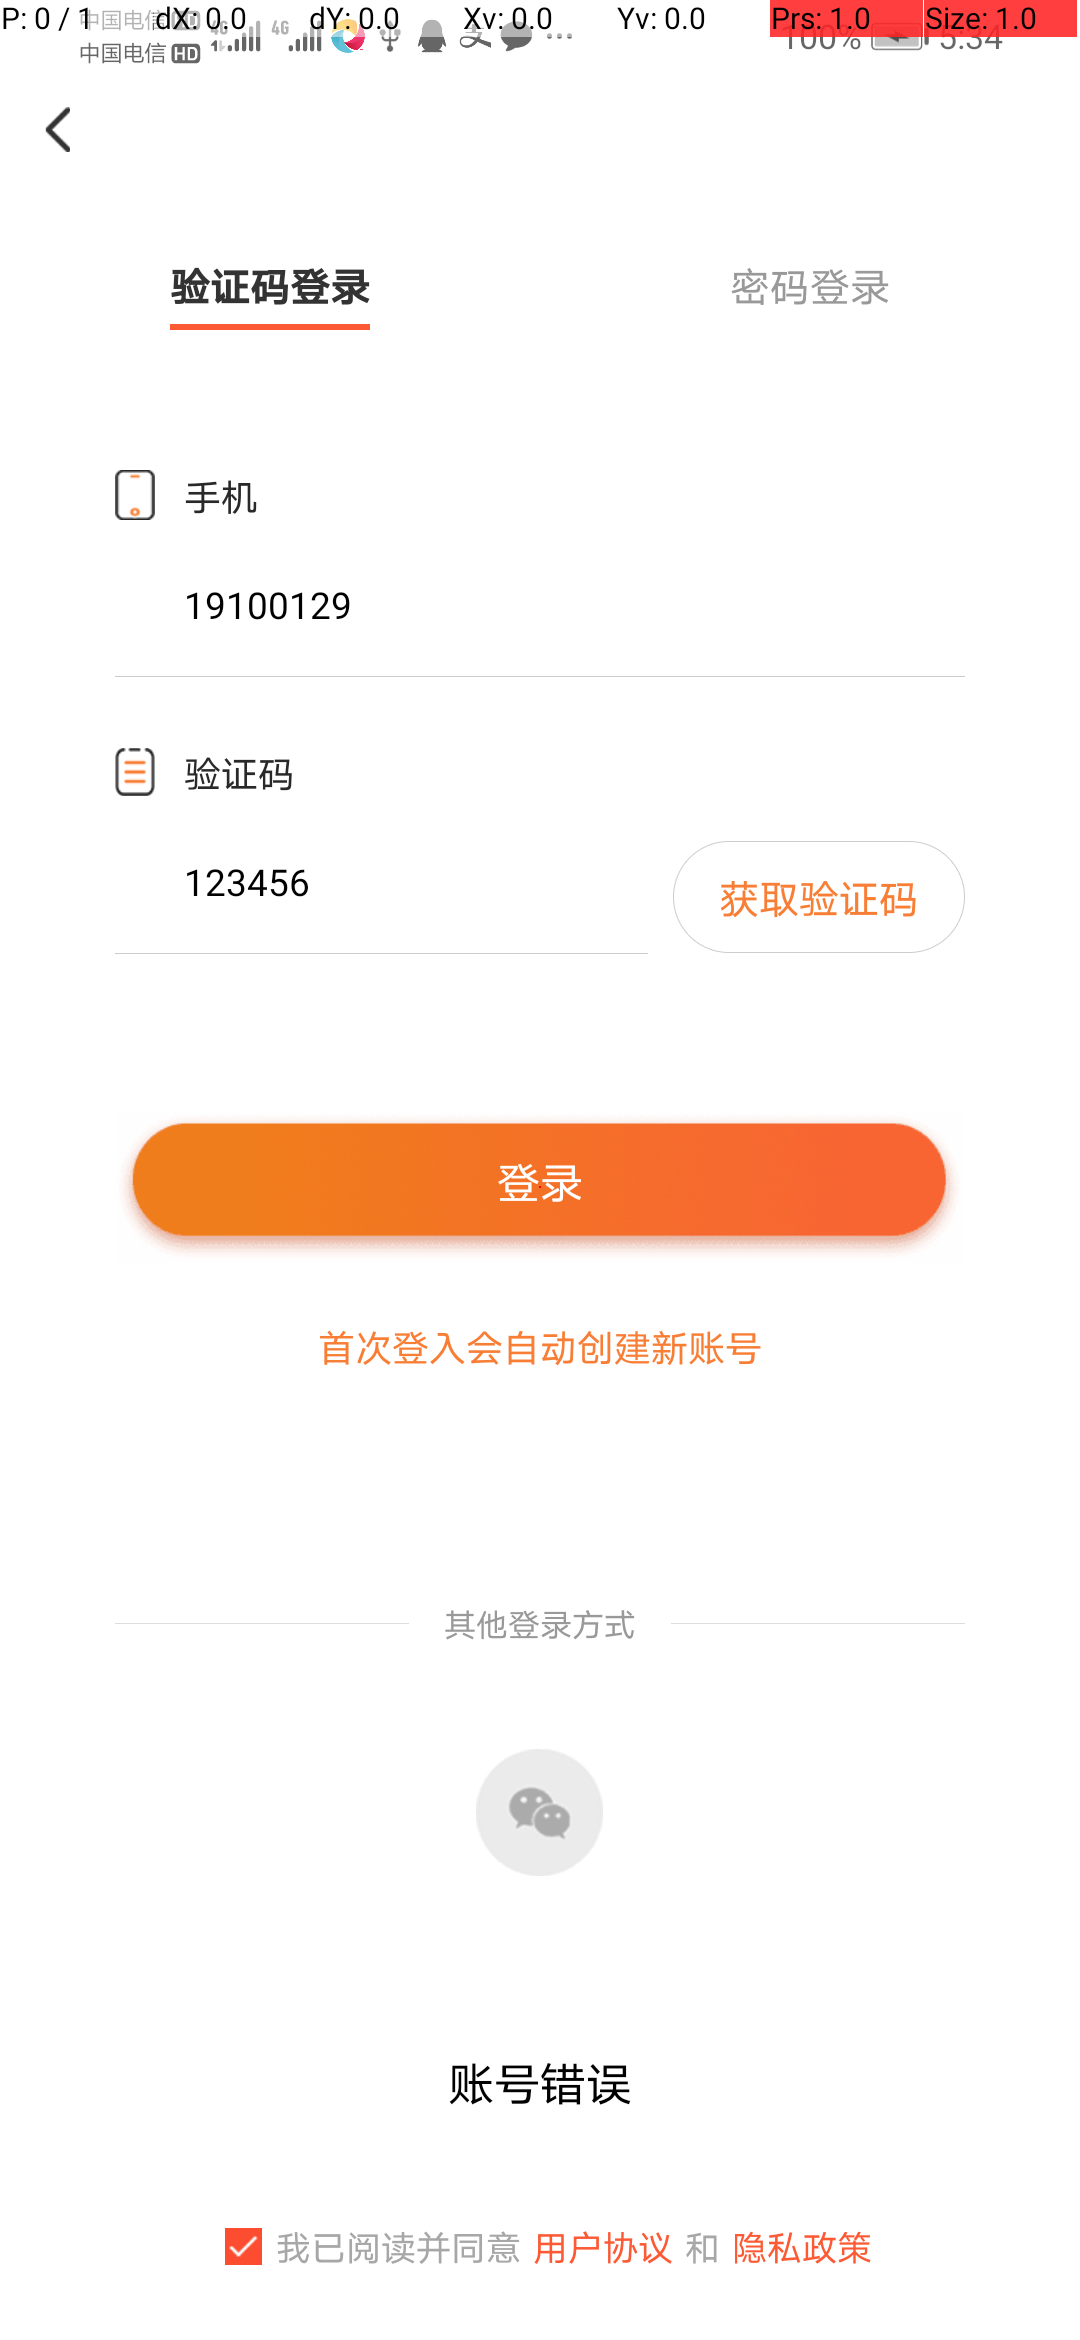 P: 0 / 1 dX: 0.0 dY: 0.0 Xv: 0.0 Yv: 0.0 Prs: 1.0 Size: 1.0
中国电信 HD 4G 4G 100% 5:34
中国电信 HD
验证码登录 密码登录
手机
19100129
验证码
123456
获取验证码
登录
首次登入会自动创建新账号
其他登录方式
账号错误
我已阅读并同意 用户协议 和 隐私政策